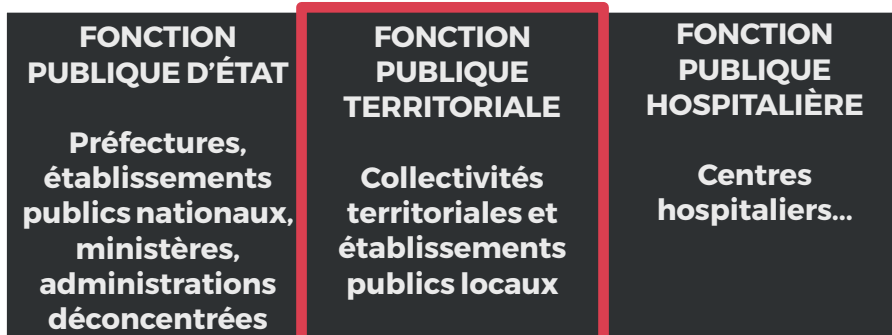 FONCTION
PUBLIQUE D'ÉTAT
Préfectures,
établissements
publics nationaux,
ministères,
administrations
déconcentrées
FONCTION
PUBLIQUE
TERRITORIALE
Collectivités
territoriales et
établissements
publics locaux
FONCTION
PUBLIQUE
HOSPITALIÈRE
Centres
hospitaliers...